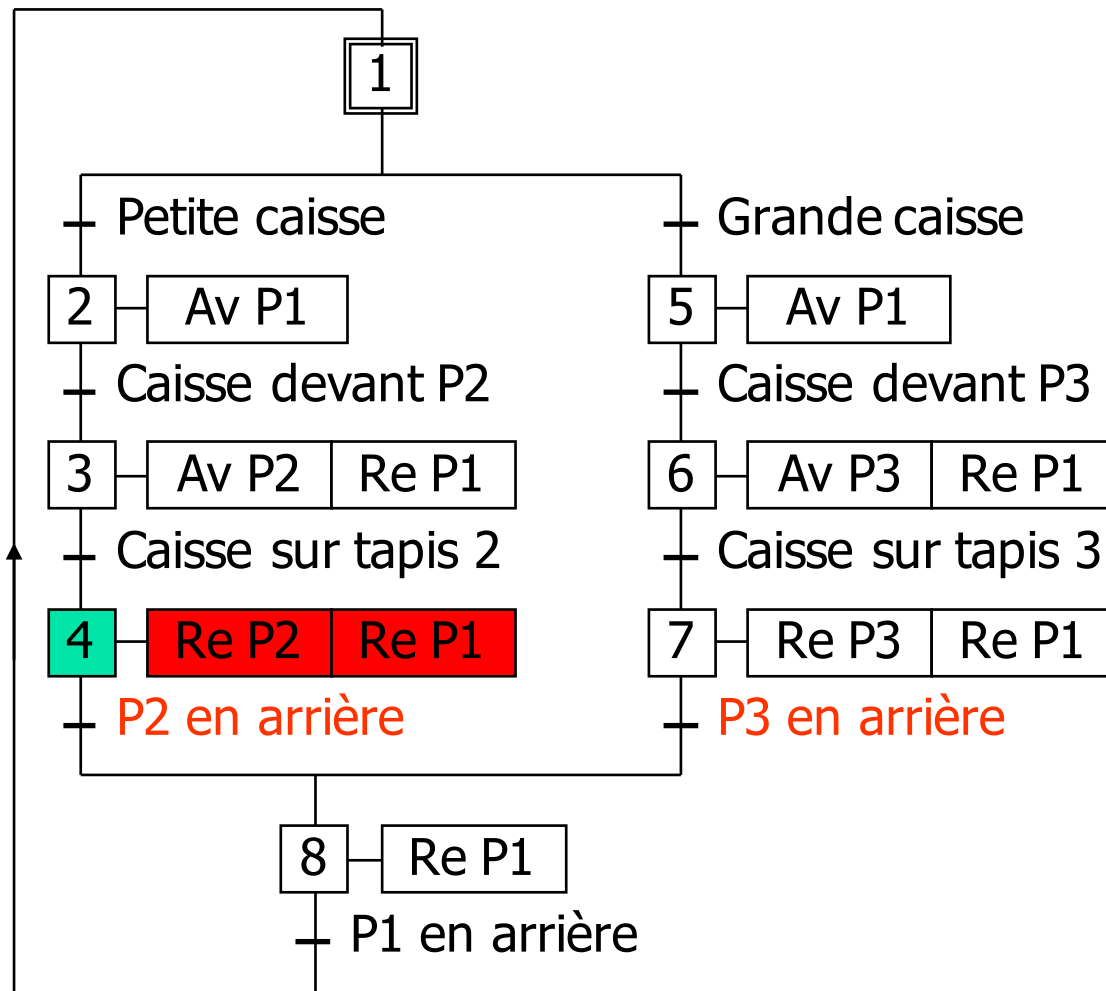 1
Petite caisse Grande caisse
2 Av P1 5 Av P1
Caisse devant P2 Caisse devant P3
3 Av P2 Re P1 6 Av P3 Re P1
Caisse sur tapis 2 Caisse sur tapis 3
4 Re P2 Re P1 7 Re P3 Re P1
P2 en arrière P3 en arrière
8 Re P1
P1 en arrière